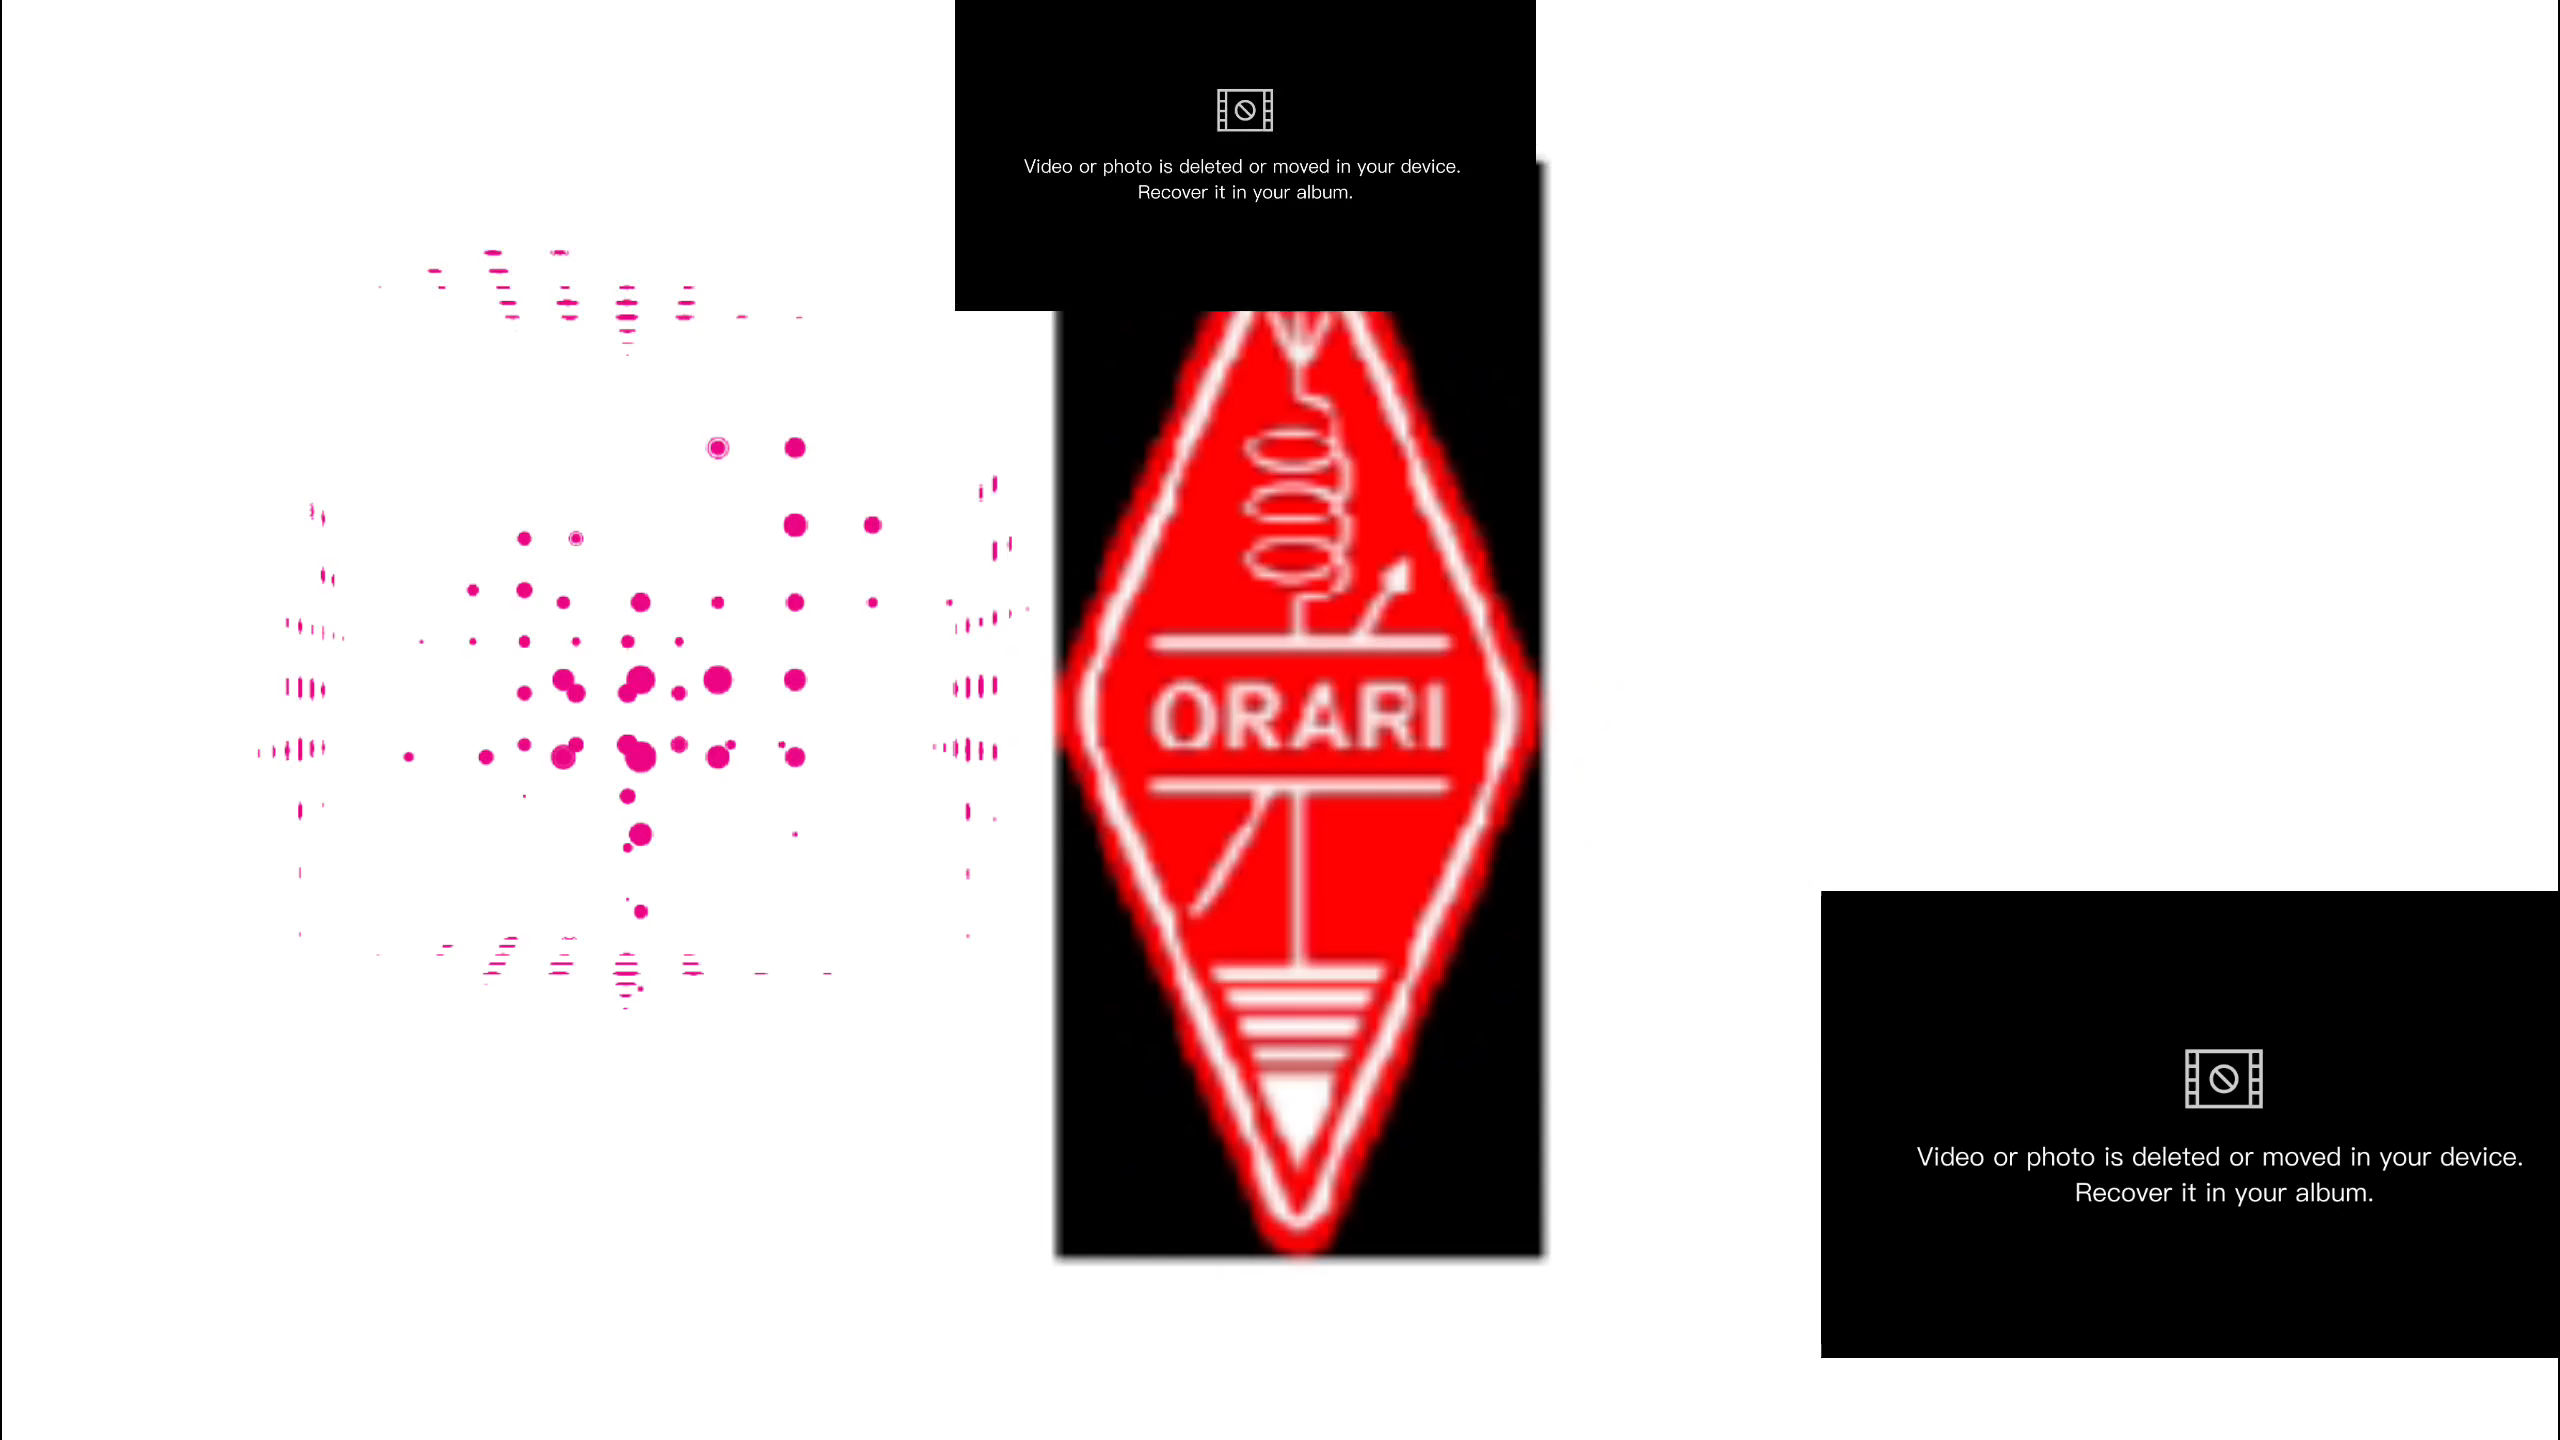 Video or photo is deleted or moved in your device.
Recover it in your album.
ORARI
Video or photo is deleted or moved in your device.
Recover it in your album.